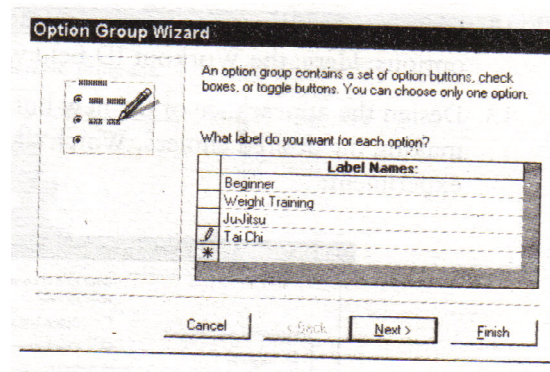 Option Group Wizard
An option group contains a set of option buttons, check
boxes, or toggle buttons. You can choose only one option.
What label do you want for each option?
Label Names:
Beginner
Weight Training
Ju-Jitsu
Tai Chi
Cancel
< Back
Next >
Finish